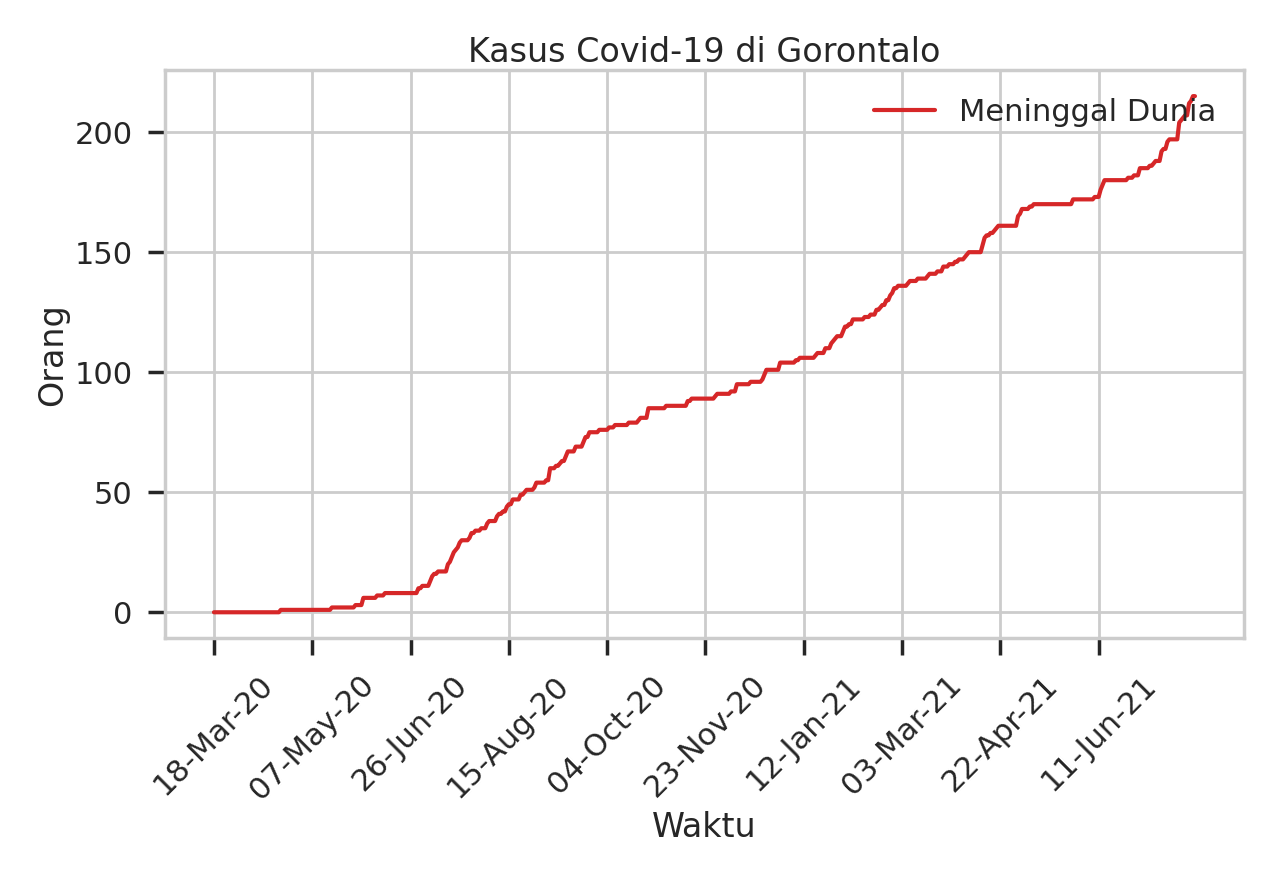 Kasus Covid-19 di Gorontalo
Meninggal Dunia
Orang
200
150
100
50
0
18-Mar-20
07-May-20
26-Jun-20
15-Aug-20
04-Oct-20
23-Nov-20
12-Jan-21
03-Mar-21
22-Apr-21
11-Jun-21
Waktu